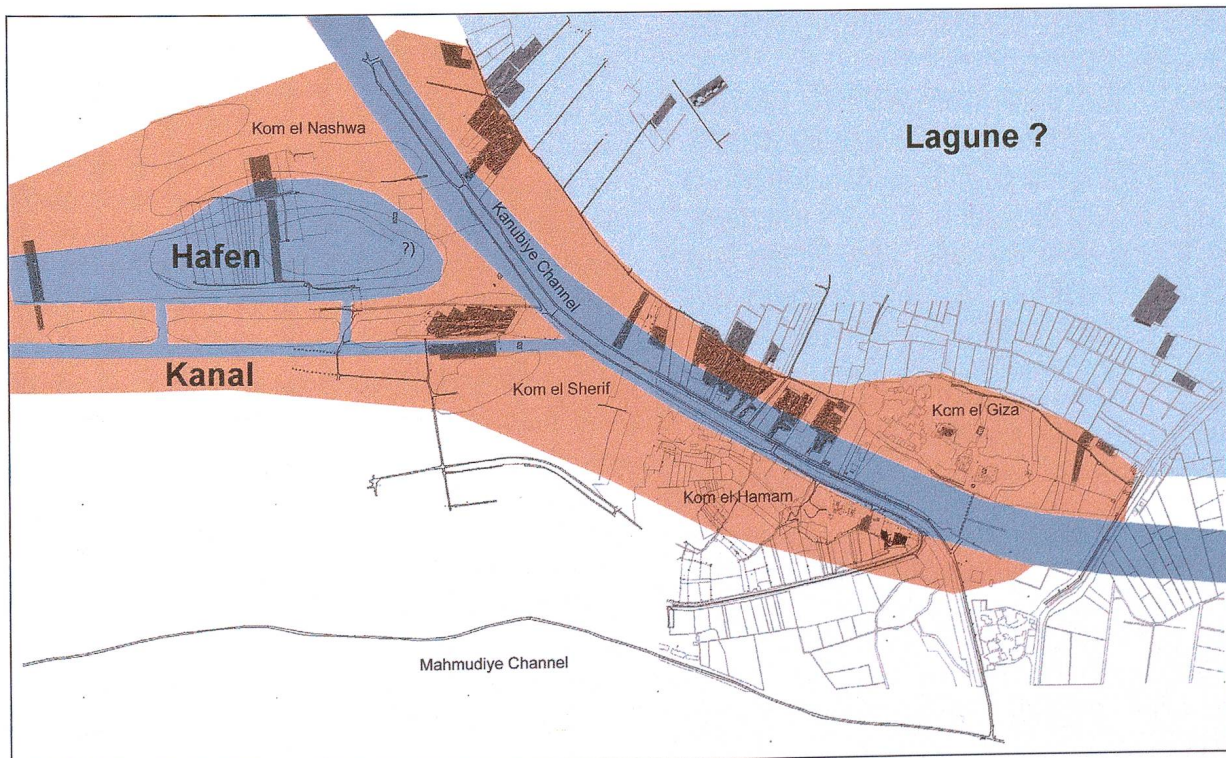 Lagune ?
Kom el Nashwa
Kanubiye Channel
Hafen
?)
Kanal
Kom el Sherif
Kcm el Giza
Kom el Hamam
Mahmudiye Channel